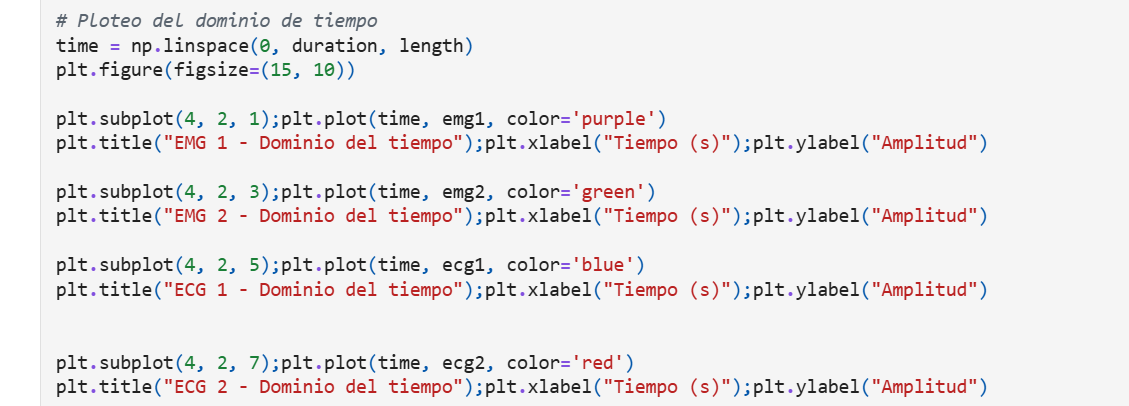 # Ploteo del dominio de tiempo
time = np.linspace(0, duration, length)
plt.figure(figsize=(15, 10))
plt.subplot(4, 2, 1);plt.plot(time, emg1, color='purple')
plt.title("EMG 1 - Dominio del tiempo");plt.xlabel("Tiempo (s)");plt.ylabel("Amplitud")
plt.subplot(4, 2, 3);plt.plot(time, emg2, color='green')
plt.title("EMG 2 - Dominio del tiempo");plt.xlabel("Tiempo (s)");plt.ylabel("Amplitud")
plt.subplot(4, 2, 5);plt.plot(time, ecg1, color='blue')
plt.title("ECG 1 - Dominio del tiempo");plt.xlabel("Tiempo (s)");plt.ylabel("Amplitud")
plt.subplot(4, 2, 7);plt.plot(time, ecg2, color='red')
plt.title("ECG 2 - Dominio del tiempo");plt.xlabel("Tiempo (s)");plt.ylabel("Amplitud")